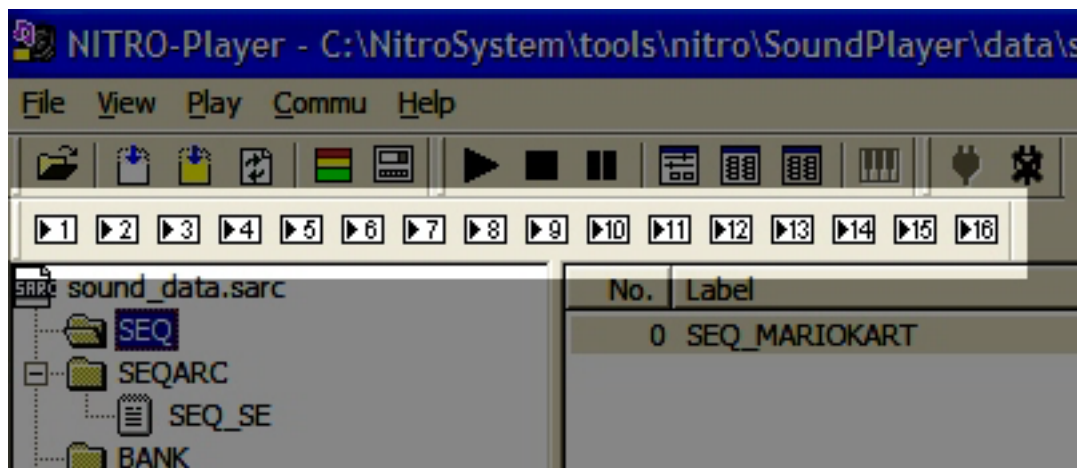 NITRO-Player - C:\NitroSystem\tools\nitro\SoundPlayer\data\s
File View Play Commu Help
1 2 3 4 5 6 7 8 9 10 11 12 13 14 15 16
SARC sound_data.sarc
No. Label
SEQ
0 SEQ_MARIOKART
SEQARC
SEQ_SE
BANK